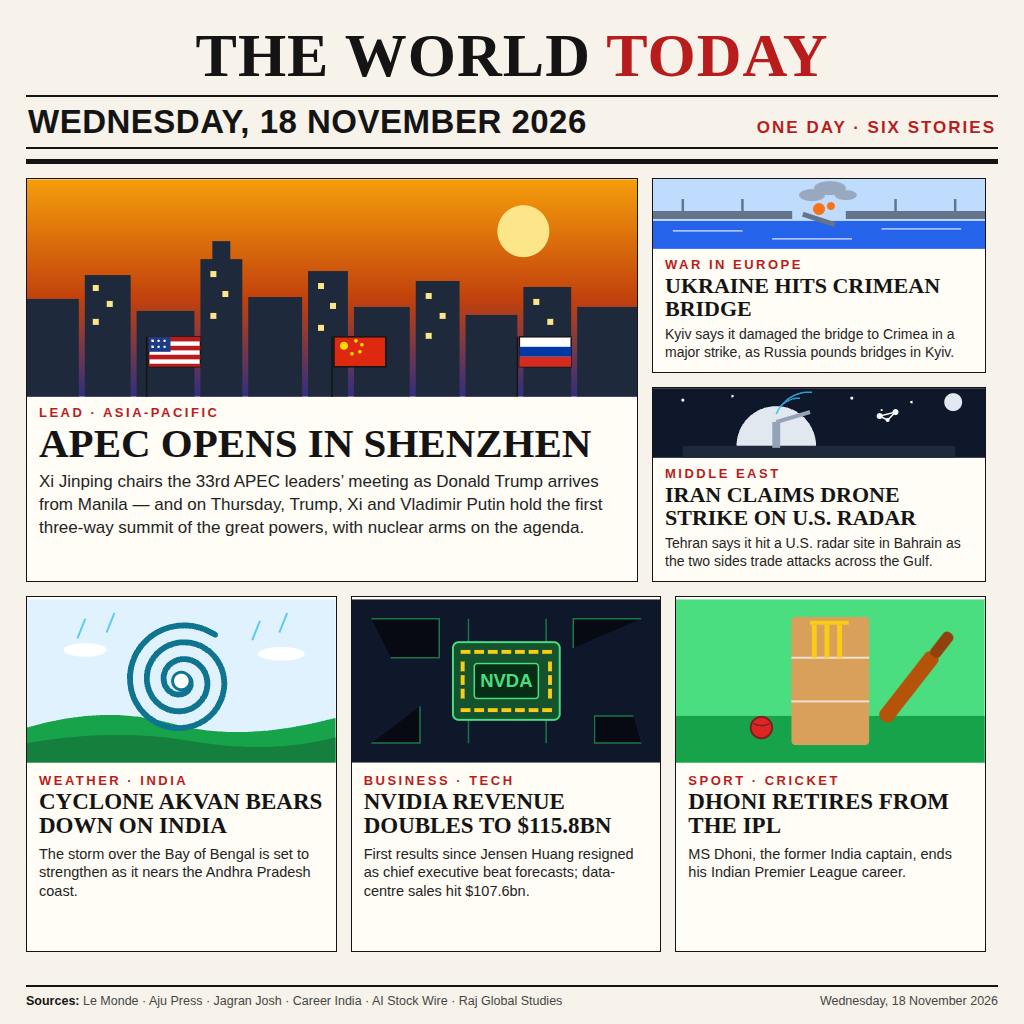 THE WORLD TODAY
WEDNESDAY, 18 NOVEMBER 2026
ONE DAY · SIX STORIES
LEAD · ASIA-PACIFIC
APEC OPENS IN SHENZHEN
Xi Jinping chairs the 33rd APEC leaders’ meeting as Donald Trump arrives
from Manila — and on Thursday, Trump, Xi and Vladimir Putin hold the first
three-way summit of the great powers, with nuclear arms on the agenda.
WAR IN EUROPE
UKRAINE HITS CRIMEAN
BRIDGE
Kyiv says it damaged the bridge to Crimea in a
major strike, as Russia pounds bridges in Kyiv.
MIDDLE EAST
IRAN CLAIMS DRONE
STRIKE ON U.S. RADAR
Tehran says it hit a U.S. radar site in Bahrain as
the two sides trade attacks across the Gulf.
WEATHER · INDIA
CYCLONE AKVAN BEARS
DOWN ON INDIA
The storm over the Bay of Bengal is set to
strengthen as it nears the Andhra Pradesh
coast.
NVDA
BUSINESS · TECH
NVIDIA REVENUE
DOUBLES TO $115.8BN
First results since Jensen Huang resigned
as chief executive beat forecasts; data-
centre sales hit $107.6bn.
SPORT · CRICKET
DHONI RETIRES FROM
THE IPL
MS Dhoni, the former India captain, ends
his Indian Premier League career.
Sources: Le Monde · Aju Press · Jagran Josh · Career India · AI Stock Wire · Raj Global Studies
Wednesday, 18 November 2026